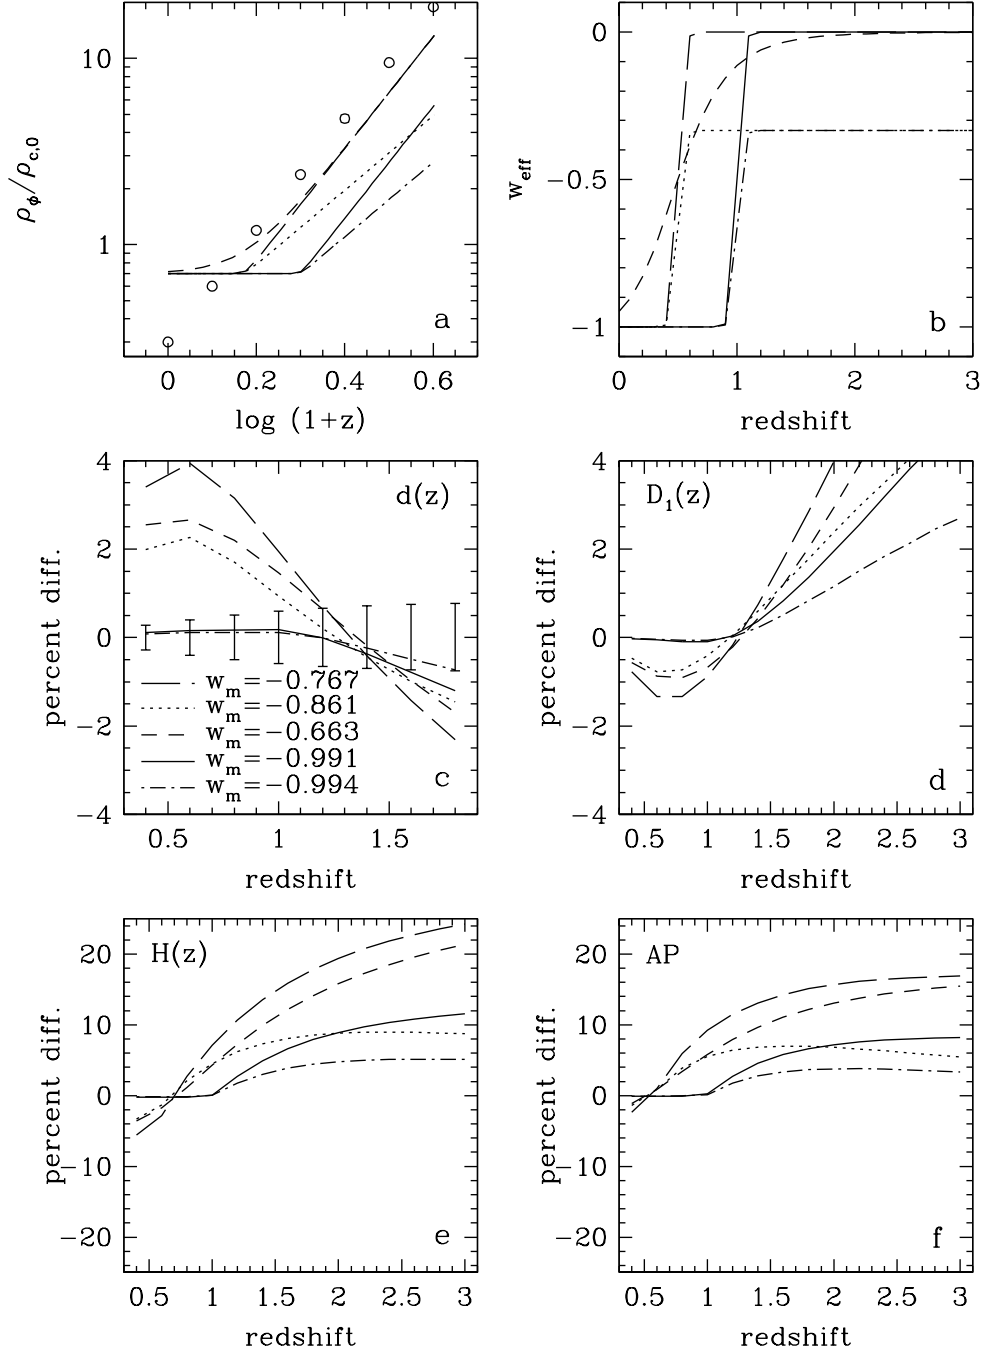 10
1
ρϕ/ρc,0
a
0
0.2
0.4
0.6
log (1+z)
0
−0.5
−1
weff
b
0
1
2
3
redshift
4
2
0
−2
−4
percent diff.
d(z)
wm=−0.767
wm=−0.861
wm=−0.663
wm=−0.991
wm=−0.994
c
0.5
1
1.5
redshift
4
2
0
−2
−4
percent diff.
D1(z)
d
0.5
1
1.5
2
2.5
3
redshift
20
10
0
−10
−20
percent diff.
H(z)
e
0.5
1
1.5
2
2.5
3
redshift
20
10
0
−10
−20
percent diff.
AP
f
0.5
1
1.5
2
2.5
3
redshift